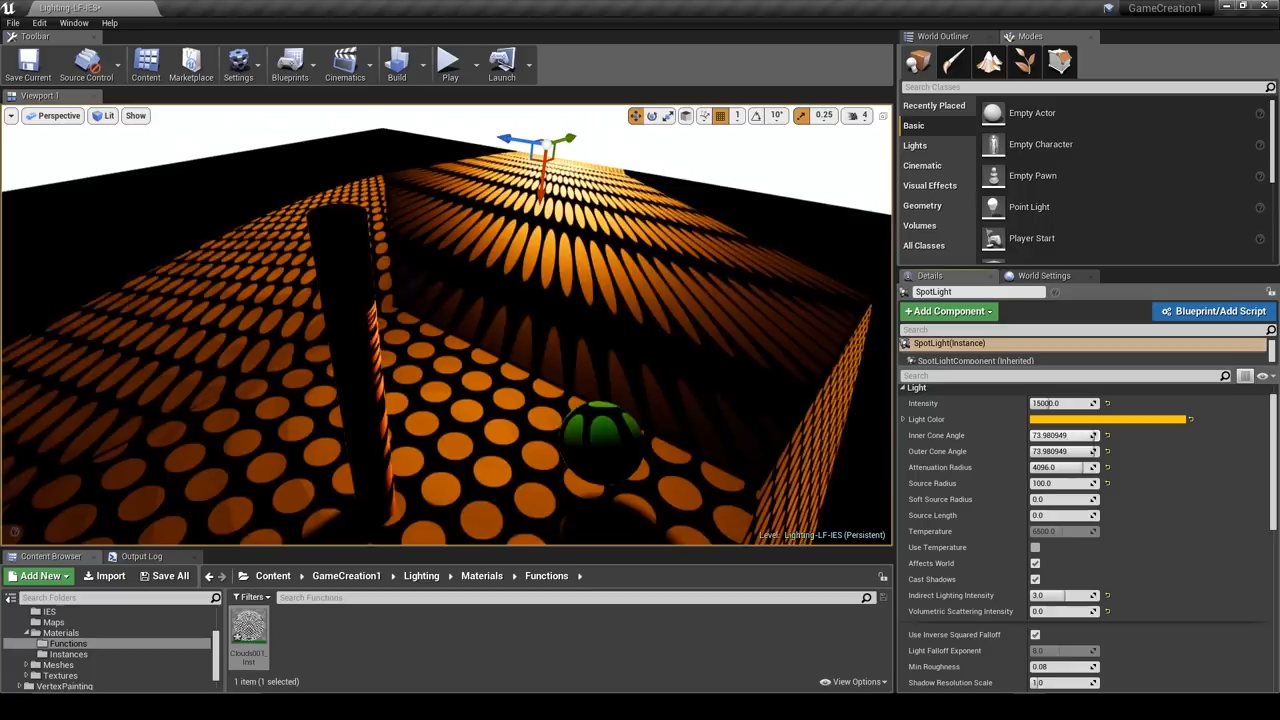 Lighting-LF-IES*
GameCreation1
File Edit Window Help
Toolbar
World Outliner Modes
Save Current Source Control Content Marketplace Settings Blueprints Cinematics Build Play Launch
Search Classes
Viewport 1
Recently Placed
Basic
Lights
Cinematic
Visual Effects
Geometry
Volumes
All Classes
Empty Actor
Empty Character
Empty Pawn
Point Light
Player Start
Perspective Lit Show
1 10° 0.25 4
Details World Settings
SpotLight
+Add Component Blueprint/Add Script
Search
SpotLight(Instance)
SpotLightComponent (Inherited)
Search
Light
Intensity 15000.0
Light Color
Inner Cone Angle 73.980949
Outer Cone Angle 73.980949
Attenuation Radius 4096.0
Source Radius 100.0
Soft Source Radius 0.0
Source Length 0.0
Temperature 6500.0
Use Temperature
Affects World
Cast Shadows
Indirect Lighting Intensity 3.0
Volumetric Scattering Intensity 0.0
Use Inverse Squared Falloff
Light Falloff Exponent 8.0
Min Roughness 0.08
Shadow Resolution Scale 1.0
Level: Lighting-LF-IES (Persistent)
Content Browser Output Log
Add New Import Save All Content GameCreation1 Lighting Materials Functions
Search Folders
Filters Search Functions
IES
Maps
Materials
Functions
Instances
Meshes
Textures
VertexPainting
Clouds001_
Inst
1 item (1 selected) View Options